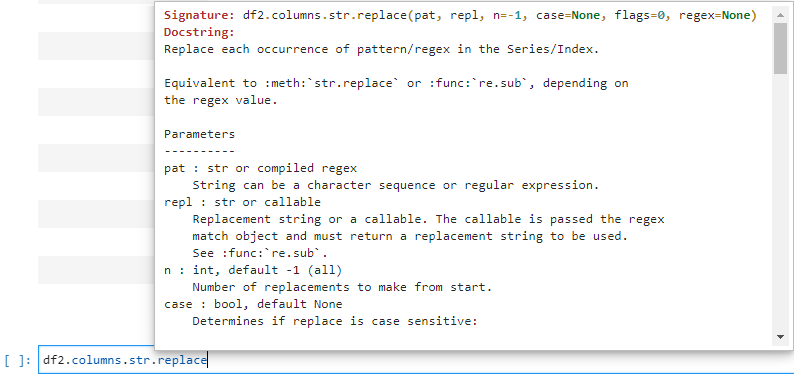 Signature: df2.columns.str.replace(pat, repl, n=-1, case=None, flags=0, regex=None)
Docstring:
Replace each occurrence of pattern/regex in the Series/Index.
Equivalent to :meth:`str.replace` or :func:`re.sub`, depending on
the regex value.
Parameters
----------
pat : str or compiled regex
String can be a character sequence or regular expression.
repl : str or callable
Replacement string or a callable. The callable is passed the regex
match object and must return a replacement string to be used.
See :func:`re.sub`.
n : int, default -1 (all)
Number of replacements to make from start.
case : bool, default None
Determines if replace is case sensitive:
[ ]: df2.columns.str.replace